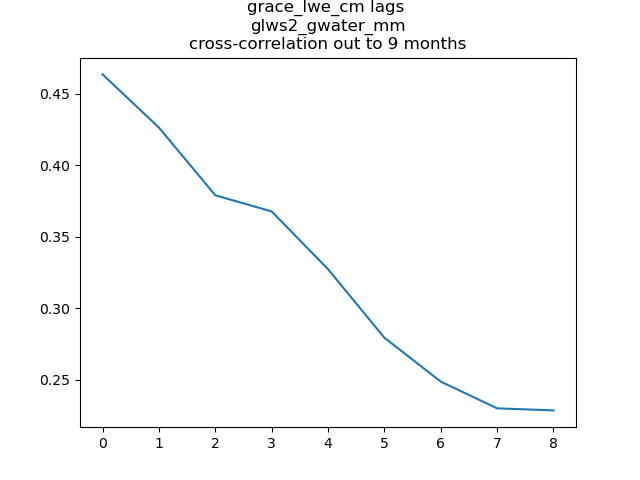 grace_lwe_cm lags
glws2_gwater_mm
cross-correlation out to 9 months
0.45
0.40
0.35
0.30
0.25
0 1 2 3 4 5 6 7 8